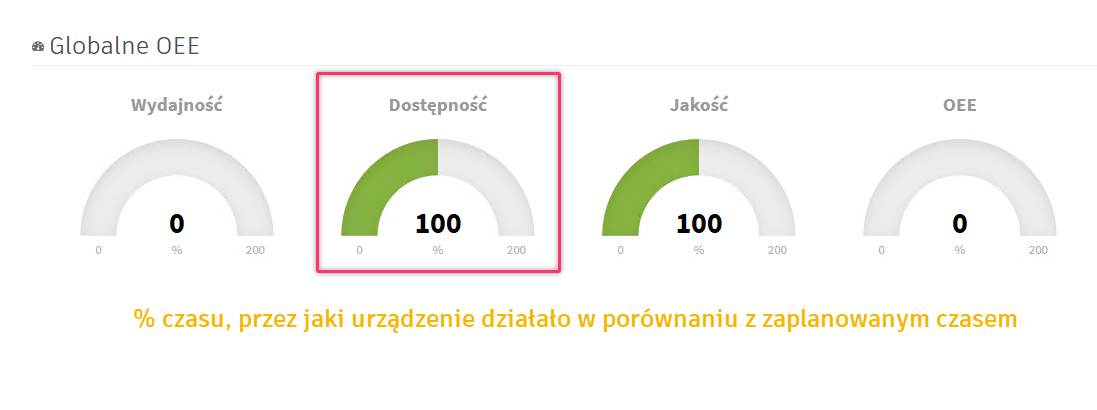 Globalne OEE
Wydajność Dostępność Jakość OEE
0 100 100 0
0 % 200 0 % 200 0 % 200 0 % 200
% czasu, przez jaki urządzenie działało w porównaniu z zaplanowanym czasem